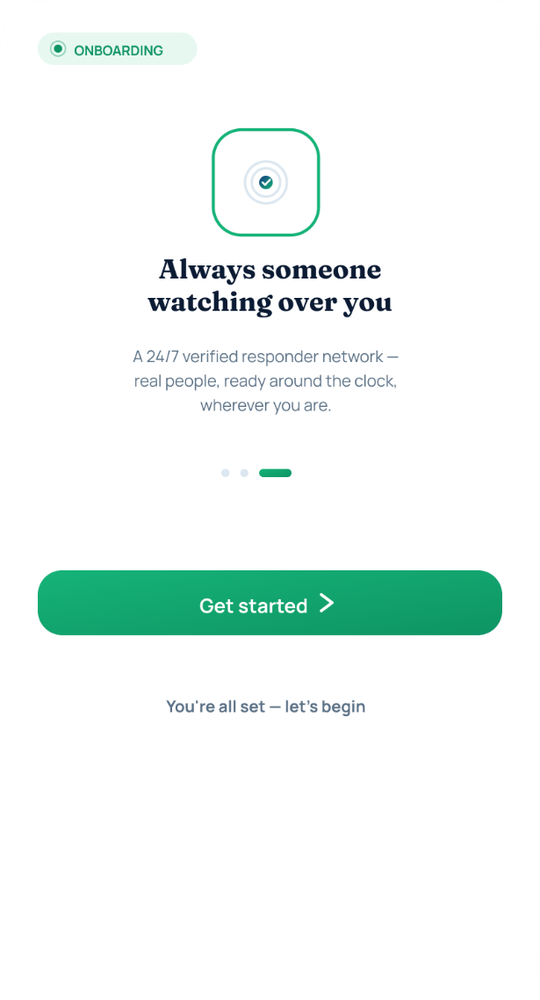 ONBOARDING
Always someone
watching over you
A 24/7 verified responder network —
real people, ready around the clock,
wherever you are.
Get started
You're all set — let's begin